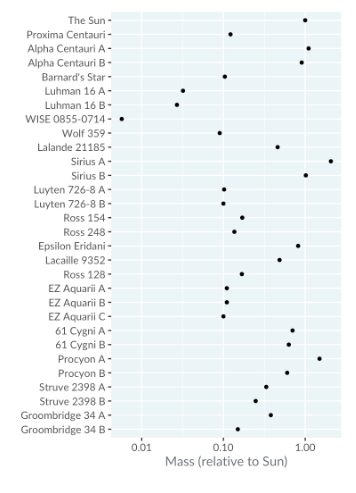 The Sun
Proxima Centauri
Alpha Centauri A
Alpha Centauri B
Barnard's Star
Luhman 16 A
Luhman 16 B
WISE 0855-0714
Wolf 359
Lalande 21185
Sirius A
Sirius B
Luyten 726-8 A
Luyten 726-8 B
Ross 154
Ross 248
Epsilon Eridani
Lacaille 9352
Ross 128
EZ Aquarii A
EZ Aquarii B
EZ Aquarii C
61 Cygni A
61 Cygni B
Procyon A
Procyon B
Struve 2398 A
Struve 2398 B
Groombridge 34 A
Groombridge 34 B
0.01 0.10 1.00
Mass (relative to Sun)